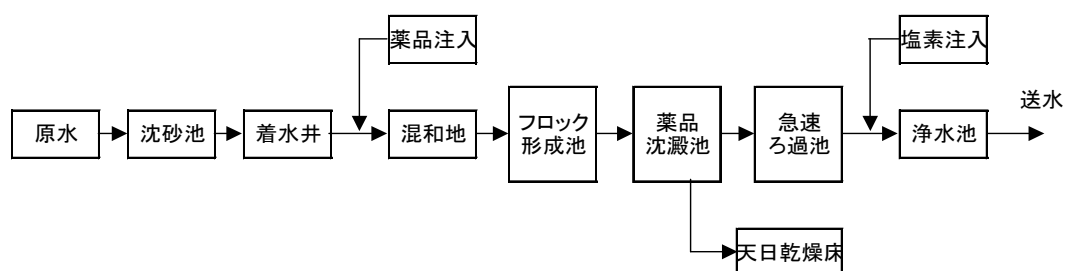 薬品注入
塩素注入
送水
原水
沈砂池
着水井
混和地
フロック
形成池
薬品
沈澱池
急速
ろ過池
浄水池
天日乾燥床